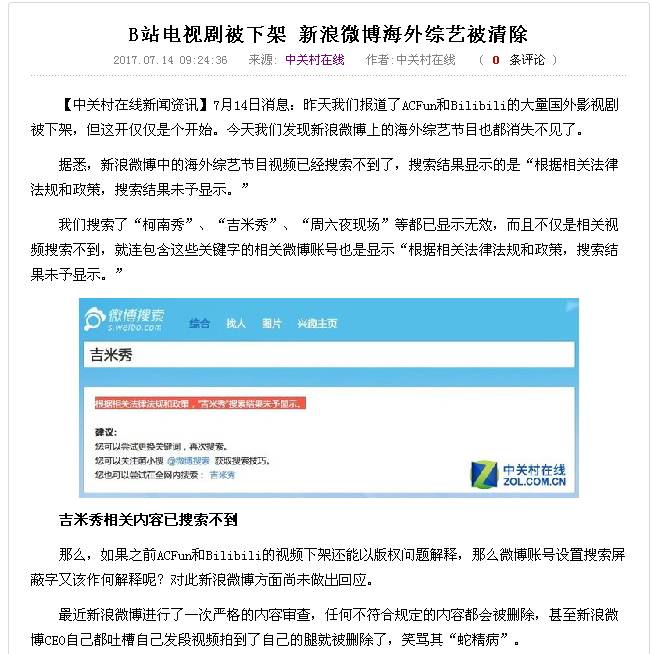 B站电视剧被下架 新浪微博海外综艺被清除
2017.07.14 09:24:36 来源: 中关村在线 作者:中关村在线 ( 0 条评论 )
【中关村在线新闻资讯】7月14日消息：昨天我们报道了ACFun和Bilibili的大量国外影视剧
被下架，但这开仅仅是个开始。今天我们发现新浪微博上的海外综艺节目也都消失不见了。
据悉，新浪微博中的海外综艺节目视频已经搜索不到了，搜索结果显示的是“根据相关法律
法规和政策，搜索结果未予显示。”
我们搜索了“柯南秀”、“吉米秀”、“周六夜现场”等都已显示无效，而且不仅是相关视
频搜索不到，就连包含这些关键字的相关微博账号也是显示“根据相关法律法规和政策，搜索结
果未予显示。”
微博搜索
s.weibo.com
综合 找人 图片 兴趣主页
吉米秀
根据相关法律法规和政策，“吉米秀”搜索结果未予显示。
建议：
您可以尝试更换关键词，再次搜索。
您可以关注萌小搜 @微博搜索 获取搜索技巧。
您也可以尝试在全网内搜索： 吉米秀
Z 中关村在线
ZOL.COM.CN
吉米秀相关内容已搜索不到
那么，如果之前ACFun和Bilibili的视频下架还能以版权问题解释，那么微博账号设置搜索屏
蔽字又该作何解释呢？对此新浪微博方面尚未做出回应。
最近新浪微博进行了一次严格的内容审查，任何不符合规定的内容都会被删除，甚至新浪微
博CEO自己都吐槽自己发段视频拍到了自己的腿就被删除了，笑骂其“蛇精病”。